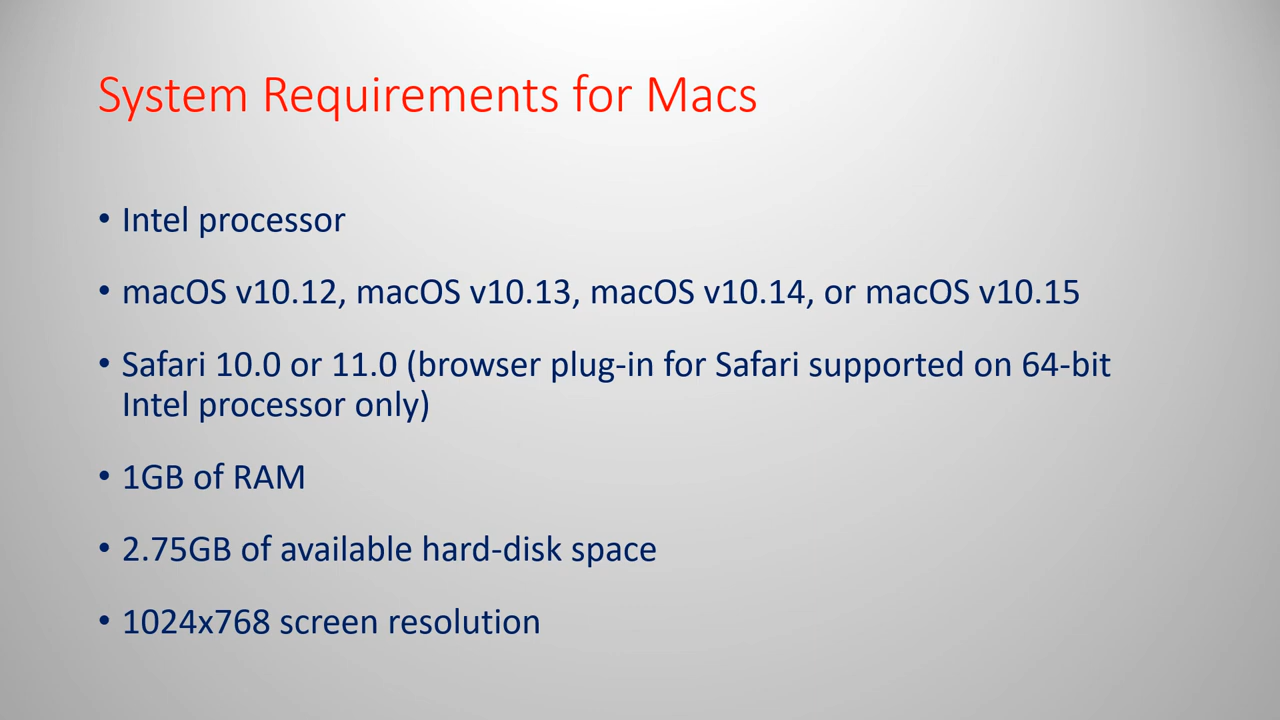 System Requirements for Macs
• Intel processor
• macOS v10.12, macOS v10.13, macOS v10.14, or macOS v10.15
• Safari 10.0 or 11.0 (browser plug-in for Safari supported on 64-bit
Intel processor only)
• 1GB of RAM
• 2.75GB of available hard-disk space
• 1024x768 screen resolution